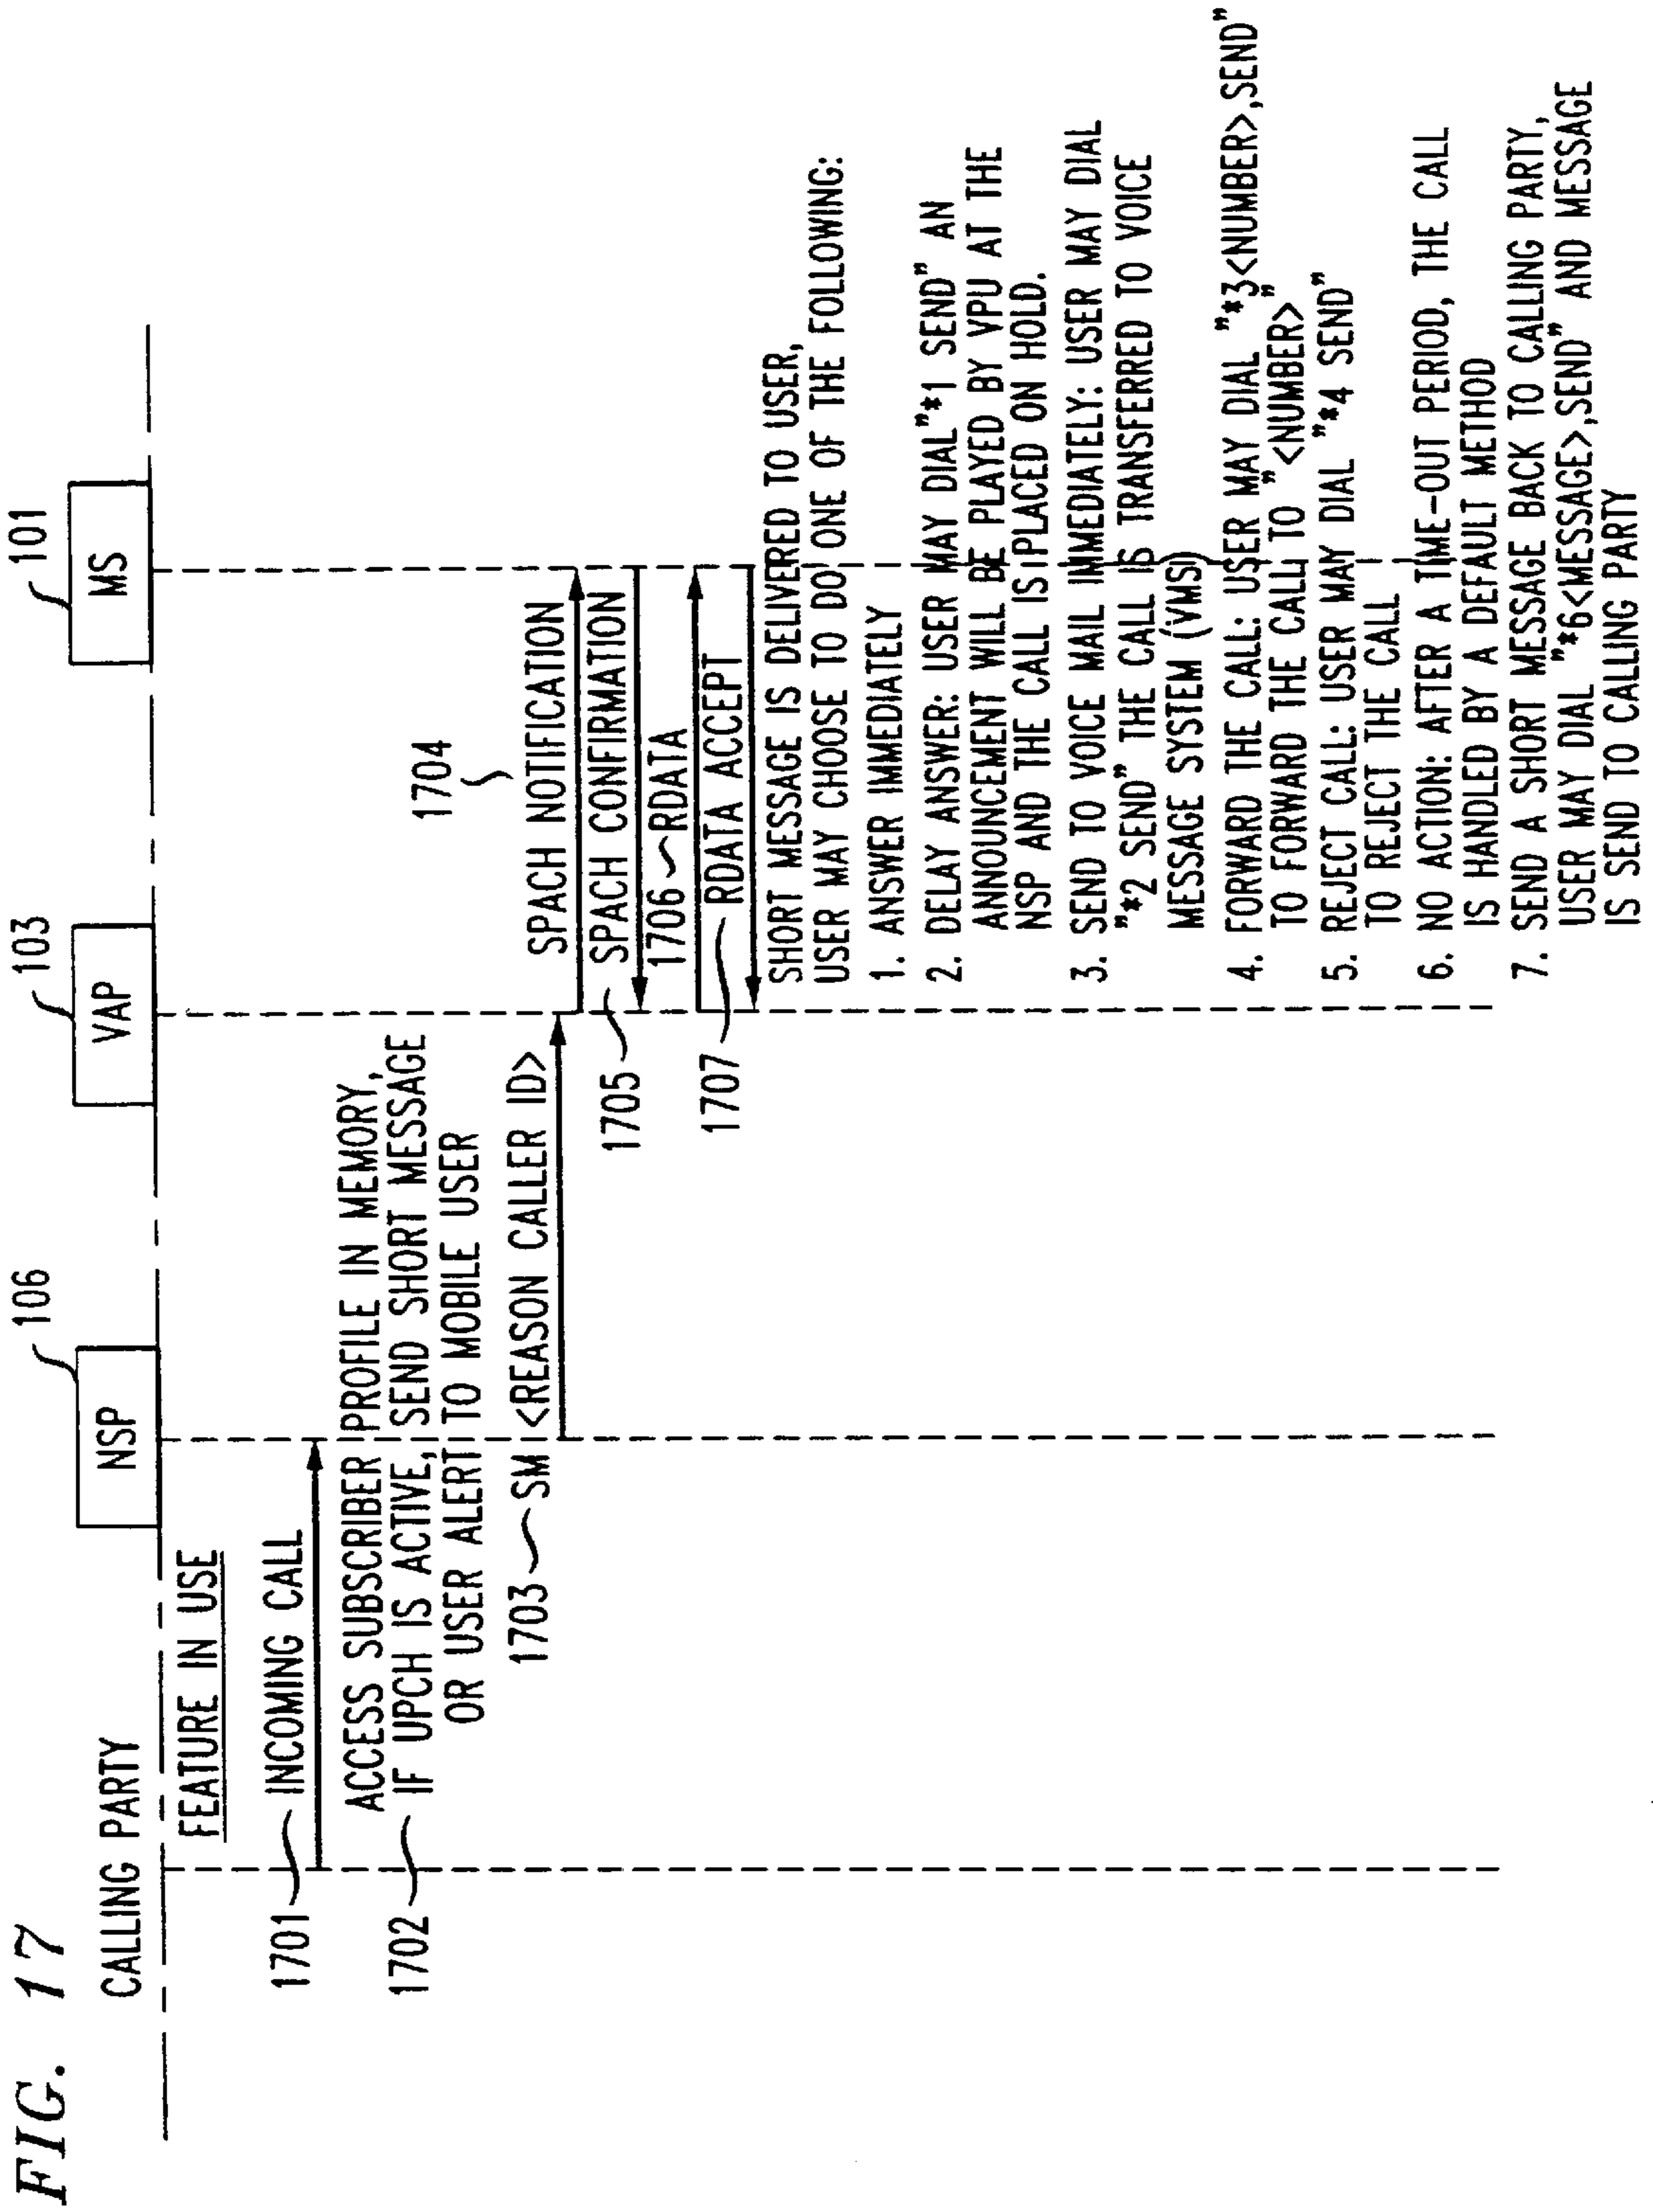 FIG. 17
CALLING PARTY
106
NSP
103
VAP
101
MS
FEATURE IN USE
1701 INCOMING CALL
ACCESS SUBSCRIBER PROFILE IN MEMORY,
1702 IF UPCH IS ACTIVE, SEND SHORT MESSAGE
OR USER ALERT TO MOBILE USER
1703 SM <REASON CALLER ID>
1704
SPACH NOTIFICATION
1705
SPACH CONFIRMATION
1706 RDATA
1707
RDATA ACCEPT
SHORT MESSAGE IS DELIVERED TO USER,
USER MAY CHOOSE TO DO ONE OF THE FOLLOWING:
1. ANSWER IMMEDIATELY
2. DELAY ANSWER: USER MAY DIAL"*1 SEND" AN
ANNOUNCEMENT WILL BE PLAYED BY VPU AT THE
NSP AND THE CALL IS PLACED ON HOLD.
3. SEND TO VOICE MAIL IMMEDIATELY: USER MAY DIAL
"*2 SEND" THE CALL IS TRANSFERRED TO VOICE
MESSAGE SYSTEM (VMS)
4. FORWARD THE CALL: USER MAY DIAL "*3<NUMBER>,SEND"
TO FORWARD THE CALL TO "<NUMBER>"
5. REJECT CALL: USER MAY DIAL "*4 SEND"
TO REJECT THE CALL
6. NO ACTION: AFTER A TIME-OUT PERIOD, THE CALL
IS HANDLED BY A DEFAULT METHOD
7. SEND A SHORT MESSAGE BACK TO CALLING PARTY,
USER MAY DIAL "*6<MESSAGE>,SEND" AND MESSAGE
IS SEND TO CALLING PARTY